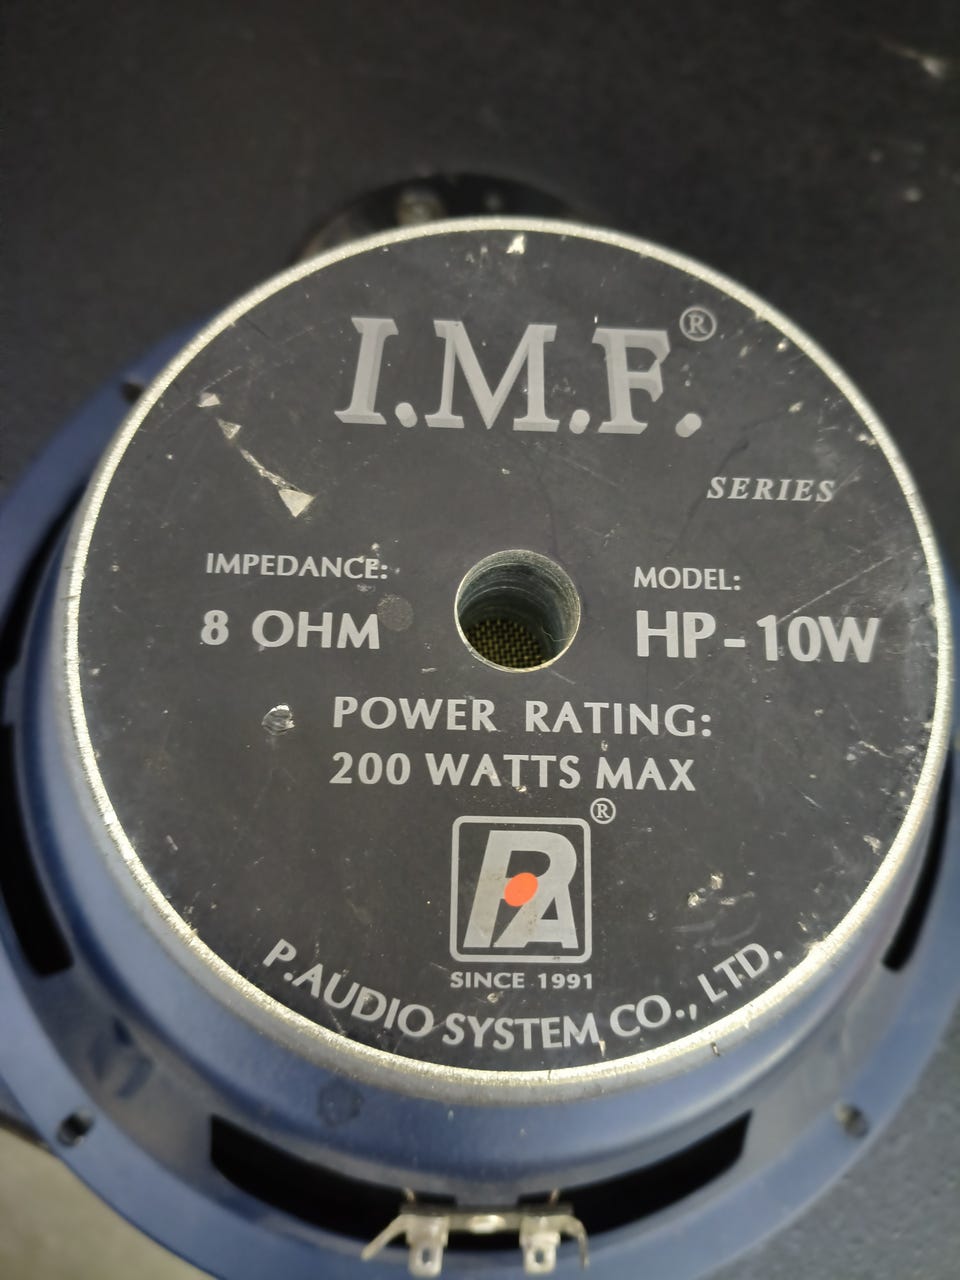 I.M.F.®
SERIES
IMPEDANCE:
8 OHM
MODEL:
HP-10W
POWER RATING:
200 WATTS MAX
PA®
SINCE 1991
P.AUDIO SYSTEM CO., LTD.